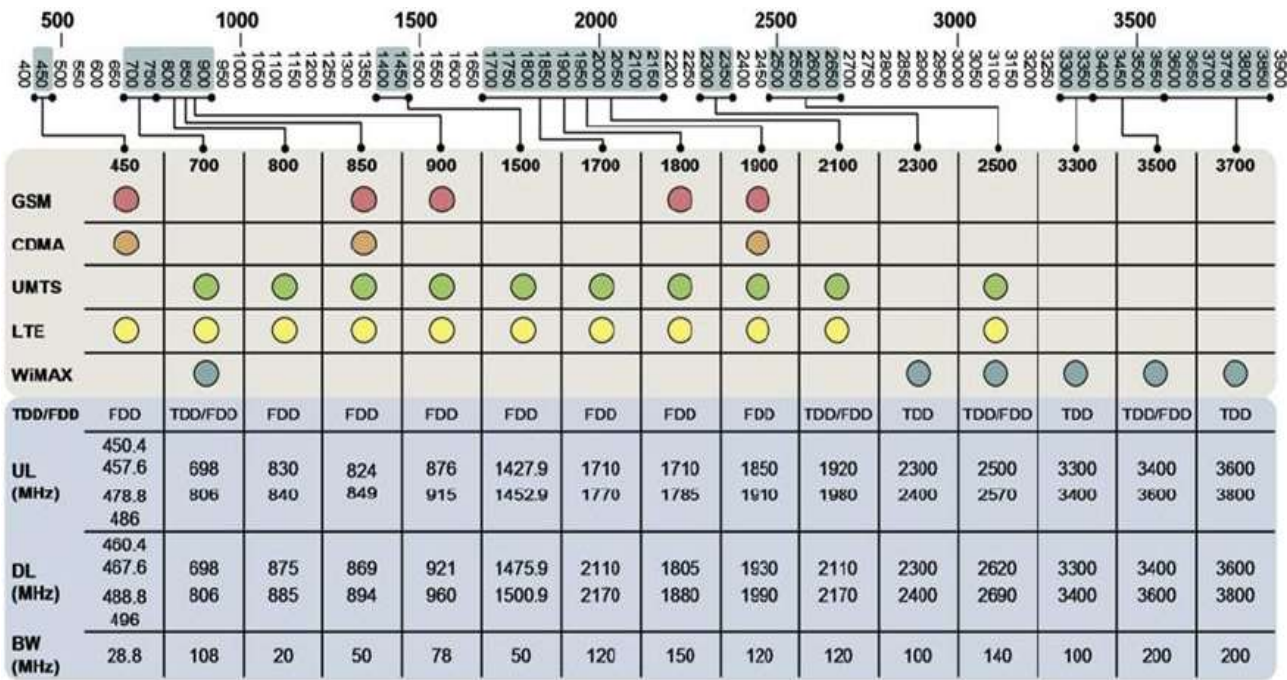 500 1000 1500 2000 2500 3000 3500
400 450 500 550 600 650 700 750 800 850 900 950 1000 1050 1100 1150 1200 1250 1300 1350 1400 1450 1500 1550 1600 1650 1700 1750 1800 1850 1900 1950 2000 2050 2100 2150 2200 2250 2300 2350 2400 2450 2500 2550 2600 2650 2700 2750 2800 2850 2900 2950 3000 3050 3100 3150 3200 3250 3300 3350 3400 3450 3500 3550 3600 3650 3700 3750 3800 3850 3900
450 700 800 850 900 1500 1700 1800 1900 2100 2300 2500 3300 3500 3700
GSM
CDMA
UMTS
LTE
WiMAX
TDD/FDD FDD TDD/FDD FDD FDD FDD FDD FDD FDD FDD TDD/FDD TDD TDD/FDD TDD TDD/FDD TDD
450.4
UL 457.6 698 830 824 876 1427.9 1710 1710 1850 1920 2300 2500 3300 3400 3600
(MHz) 478.8 806 840 849 915 1452.9 1770 1785 1910 1980 2400 2570 3400 3600 3800
486
460.4
DL 467.6 698 875 869 921 1475.9 2110 1805 1930 2110 2300 2620 3300 3400 3600
(MHz) 488.8 806 885 894 960 1500.9 2170 1880 1990 2170 2400 2690 3400 3600 3800
496
BW
(MHz) 28.8 108 20 50 78 50 120 150 120 120 100 140 100 200 200